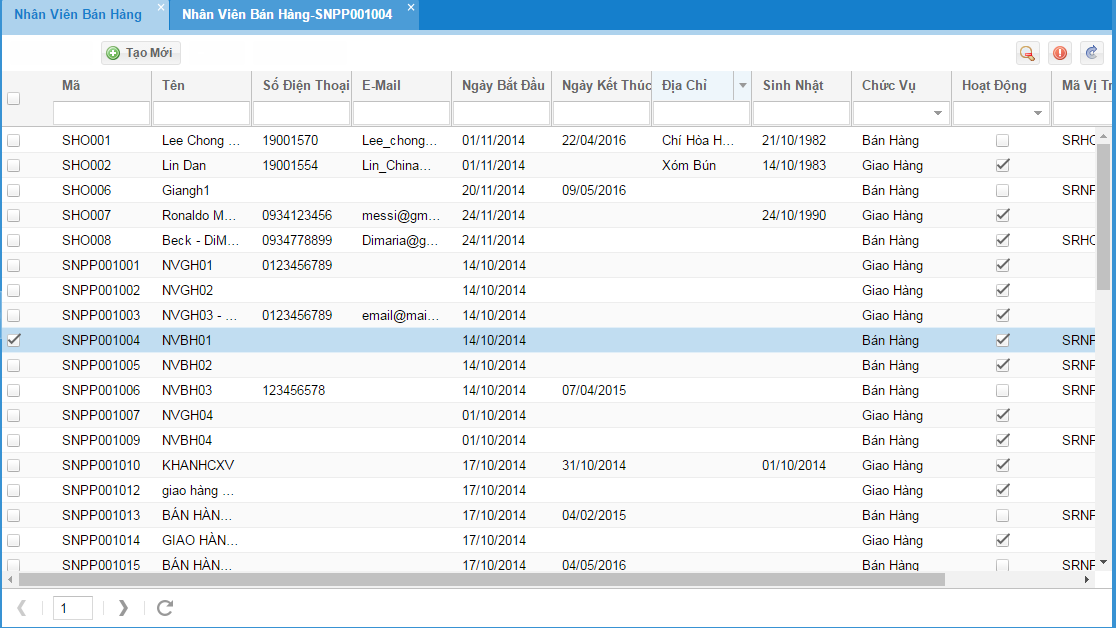 Nhân Viên Bán Hàng Nhân Viên Bán Hàng-SNPP001004
Tạo Mới
Mã Tên Số Điện Thoại E-Mail Ngày Bắt Đầu Ngày Kết Thúc Địa Chỉ Sinh Nhật Chức Vụ Hoạt Động Mã Vị Tr
SHO001 Lee Chong ... 19001570 Lee_chong... 01/11/2014 22/04/2016 Chí Hòa H... 21/10/1982 Bán Hàng SRHO
SHO002 Lin Dan 19001554 Lin_China... 01/11/2014 Xóm Bún 14/10/1983 Giao Hàng
SHO006 Giangh1 20/11/2014 09/05/2016 Bán Hàng SRNP
SHO007 Ronaldo M... 0934123456 messi@gm... 24/11/2014 24/10/1990 Giao Hàng
SHO008 Beck - DiM... 0934778899 Dimaria@g... 24/11/2014 Bán Hàng SRHO
SNPP001001 NVGH01 0123456789 14/10/2014 Giao Hàng
SNPP001002 NVGH02 14/10/2014 Giao Hàng
SNPP001003 NVGH03 - ... 0123456789 email@mai... 14/10/2014 Giao Hàng
SNPP001004 NVBH01 14/10/2014 Bán Hàng SRNP
SNPP001005 NVBH02 14/10/2014 Bán Hàng SRNP
SNPP001006 NVBH03 123456578 14/10/2014 07/04/2015 Bán Hàng SRNP
SNPP001007 NVGH04 01/10/2014 Giao Hàng
SNPP001009 NVBH04 01/10/2014 Bán Hàng SRNP
SNPP001010 KHANHCXV 17/10/2014 31/10/2014 01/10/2014 Giao Hàng
SNPP001012 giao hàng ... 17/10/2014 Giao Hàng
SNPP001013 BÁN HÀN... 17/10/2014 04/02/2015 Bán Hàng SRNP
SNPP001014 GIAO HÀN... 17/10/2014 Giao Hàng
SNPP001015 BÁN HÀN... 17/10/2014 04/05/2016 Bán Hàng SRNP
1